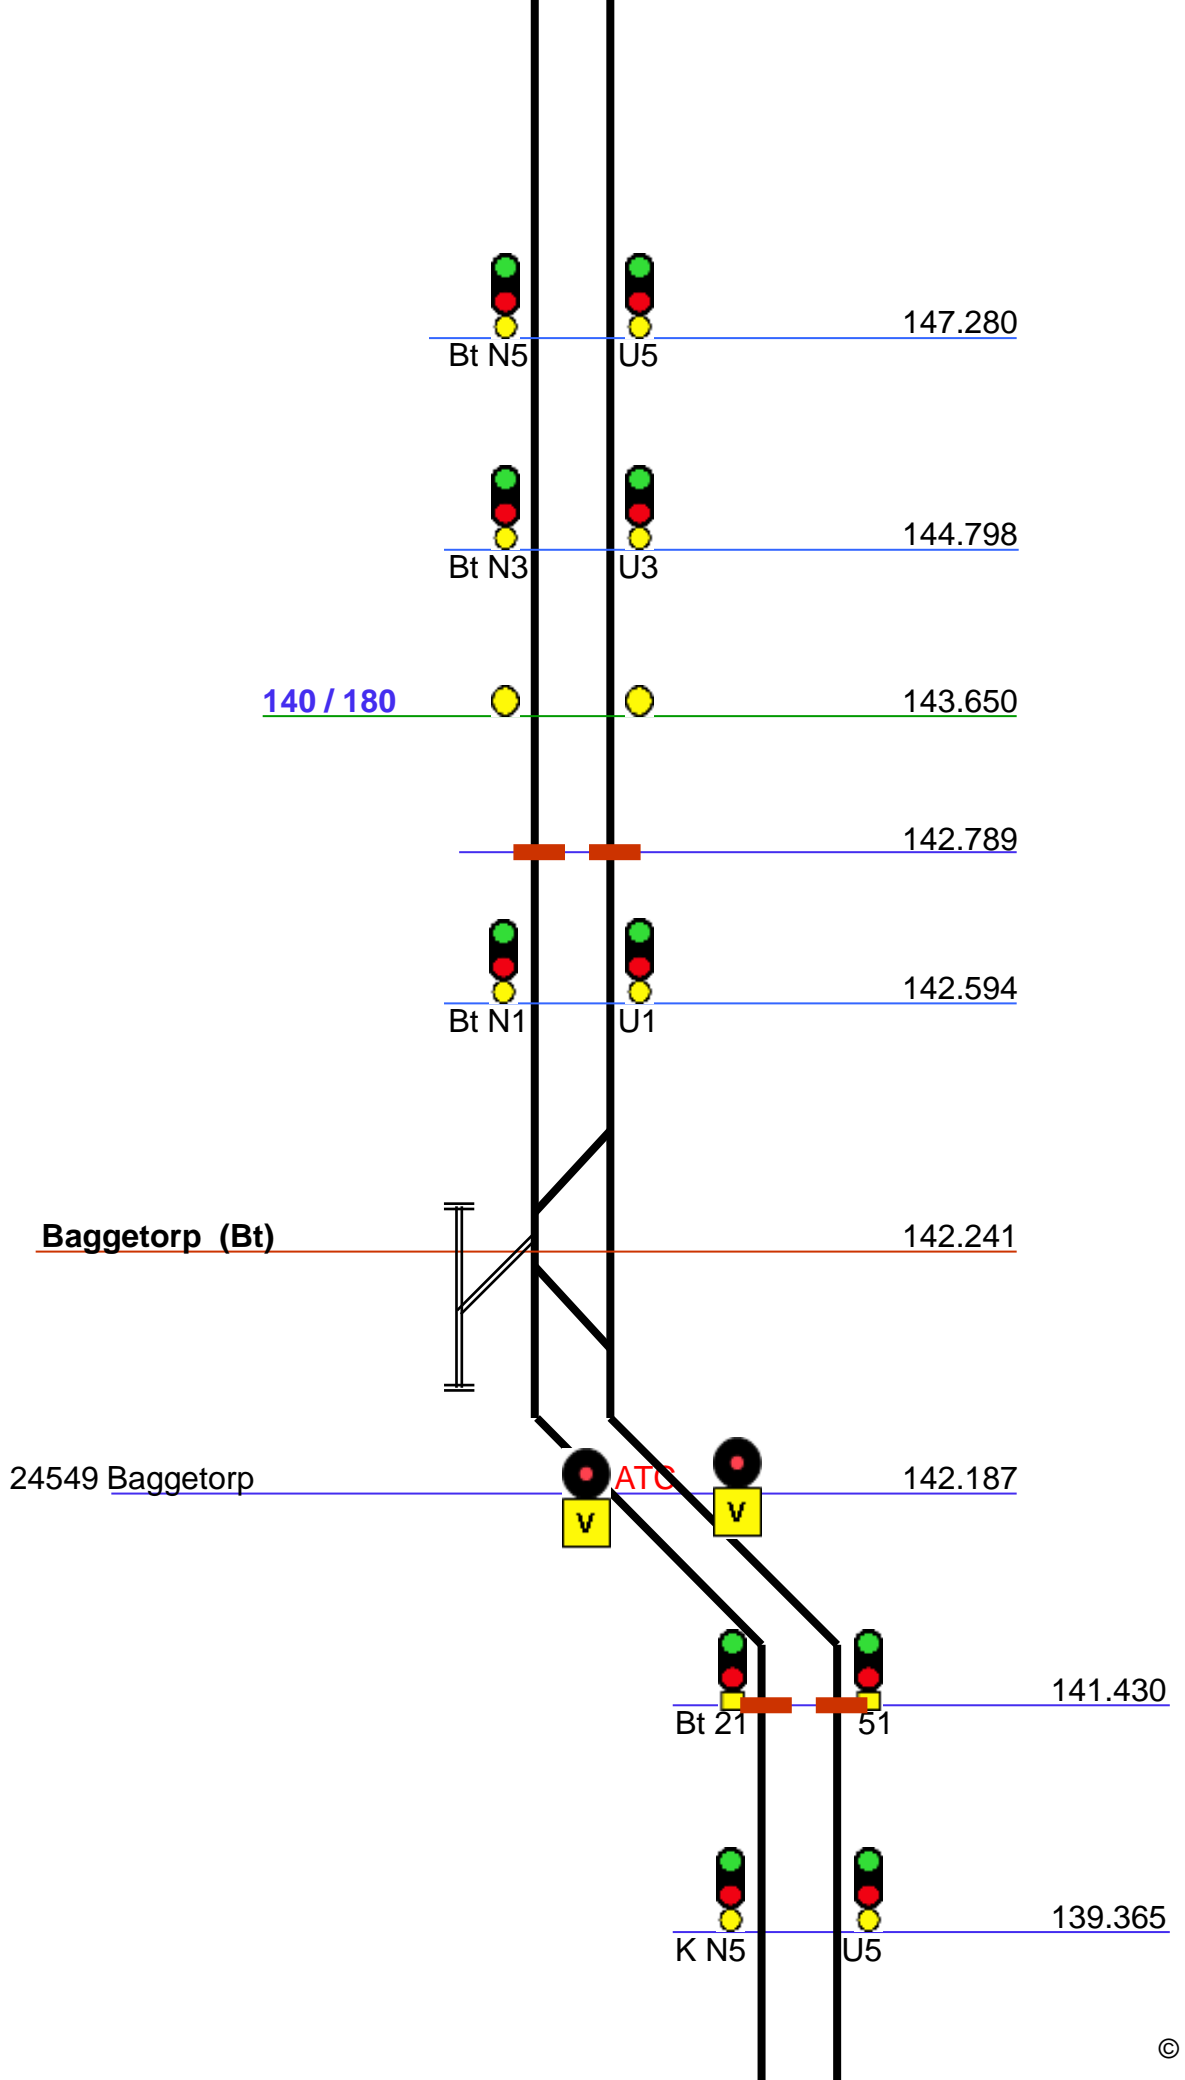 147.280
Bt N5 U5
144.798
Bt N3 U3
140 / 180 143.650
142.789
142.594
Bt N1 U1
Baggetorp (Bt) 142.241
24549 Baggetorp ATC 142.187
V V
141.430
Bt 21 51
139.365
K N5 U5
©